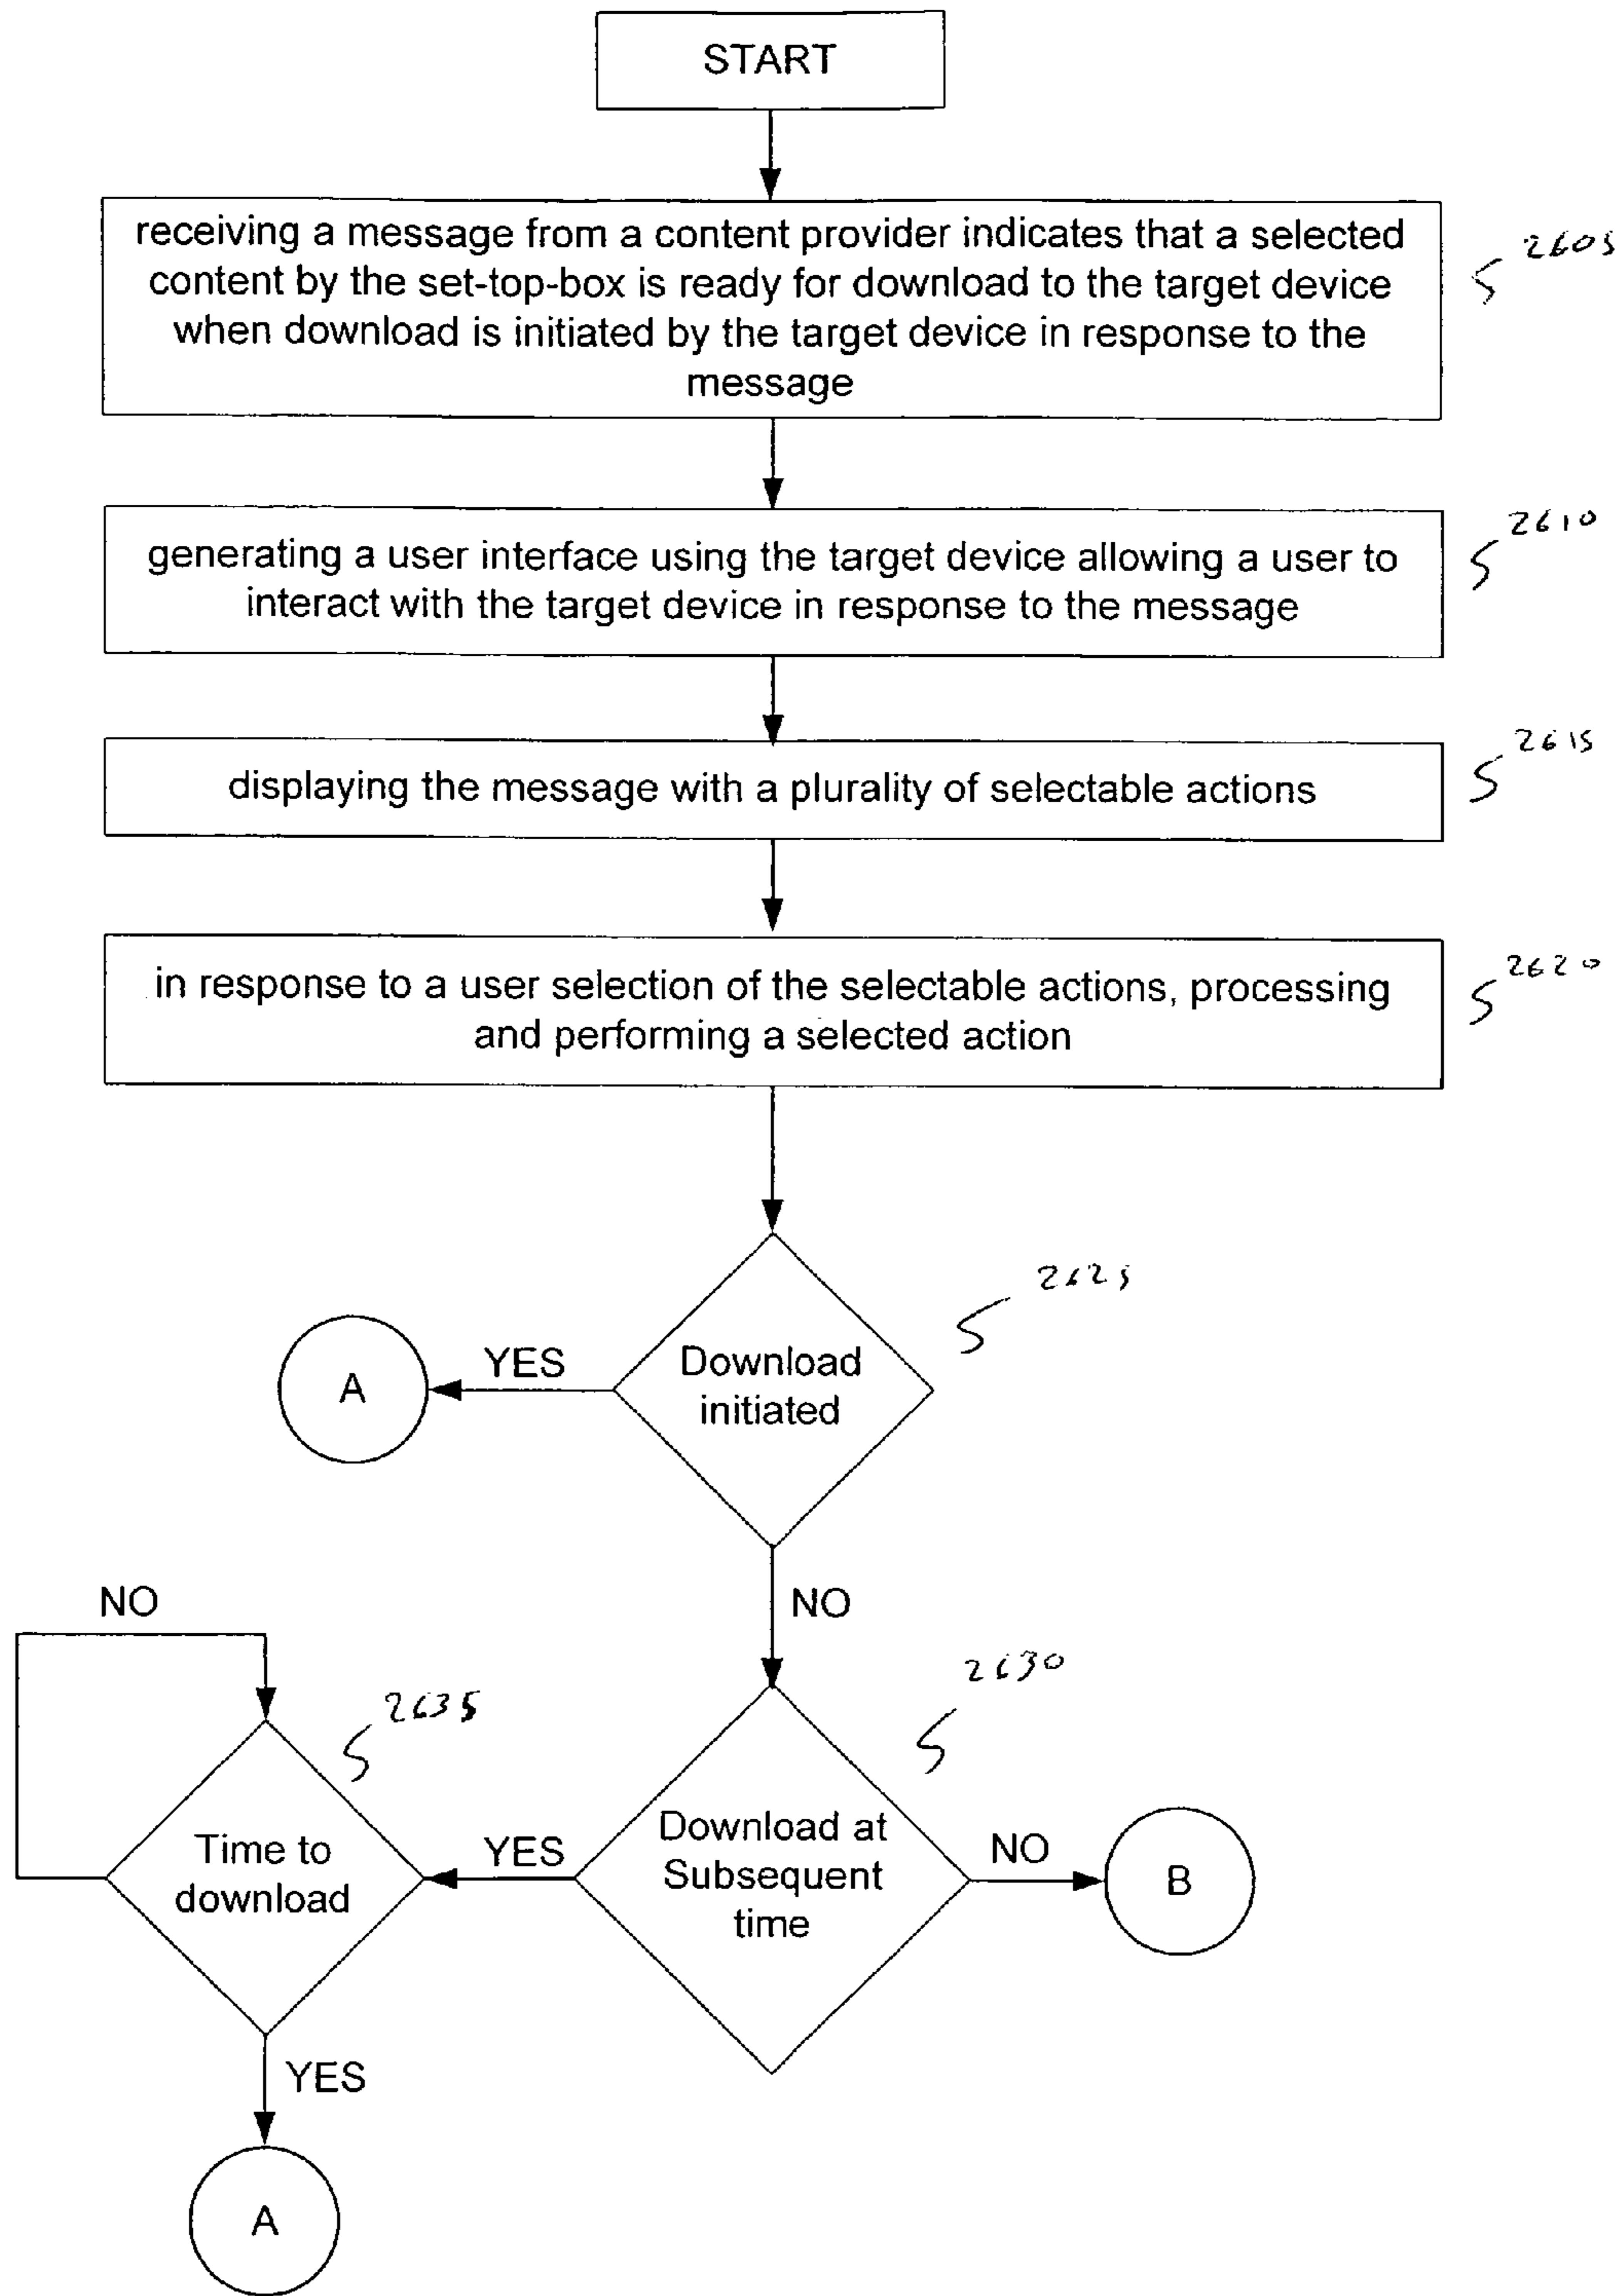 START
receiving a message from a content provider indicates that a selected
content by the set-top-box is ready for download to the target device
when download is initiated by the target device in response to the
message
2605
generating a user interface using the target device allowing a user to
interact with the target device in response to the message
2610
displaying the message with a plurality of selectable actions
2615
in response to a user selection of the selectable actions, processing
and performing a selected action
2620
2625
Download
initiated
YES
A
NO
NO
2630
2635
Download at
Subsequent
time
YES
NO
B
Time to
download
YES
A